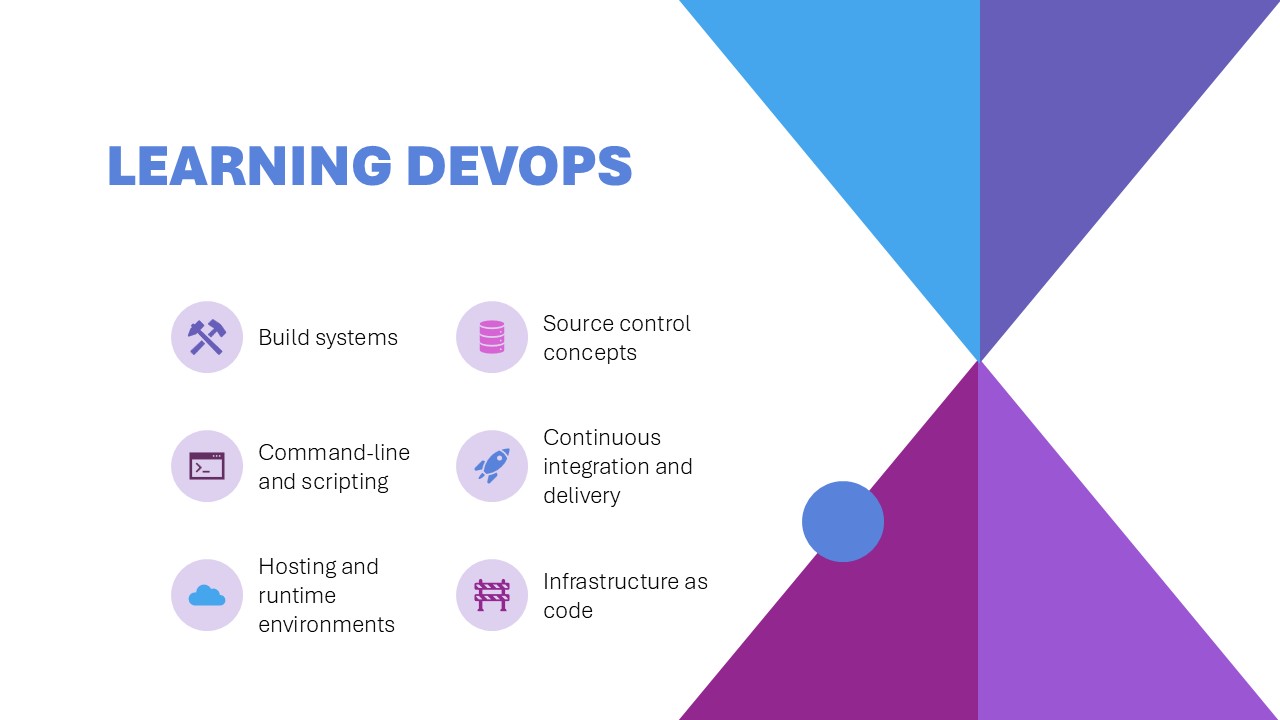 LEARNING DEVOPS
Build systems
Source control
concepts
Command-line
and scripting
Continuous
integration and
delivery
Hosting and
runtime
environments
Infrastructure as
code